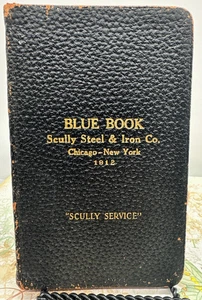 BLUE BOOK
Scully Steel & Iron Co.
Chicago-New York
1912
"SCULLY SERVICE"